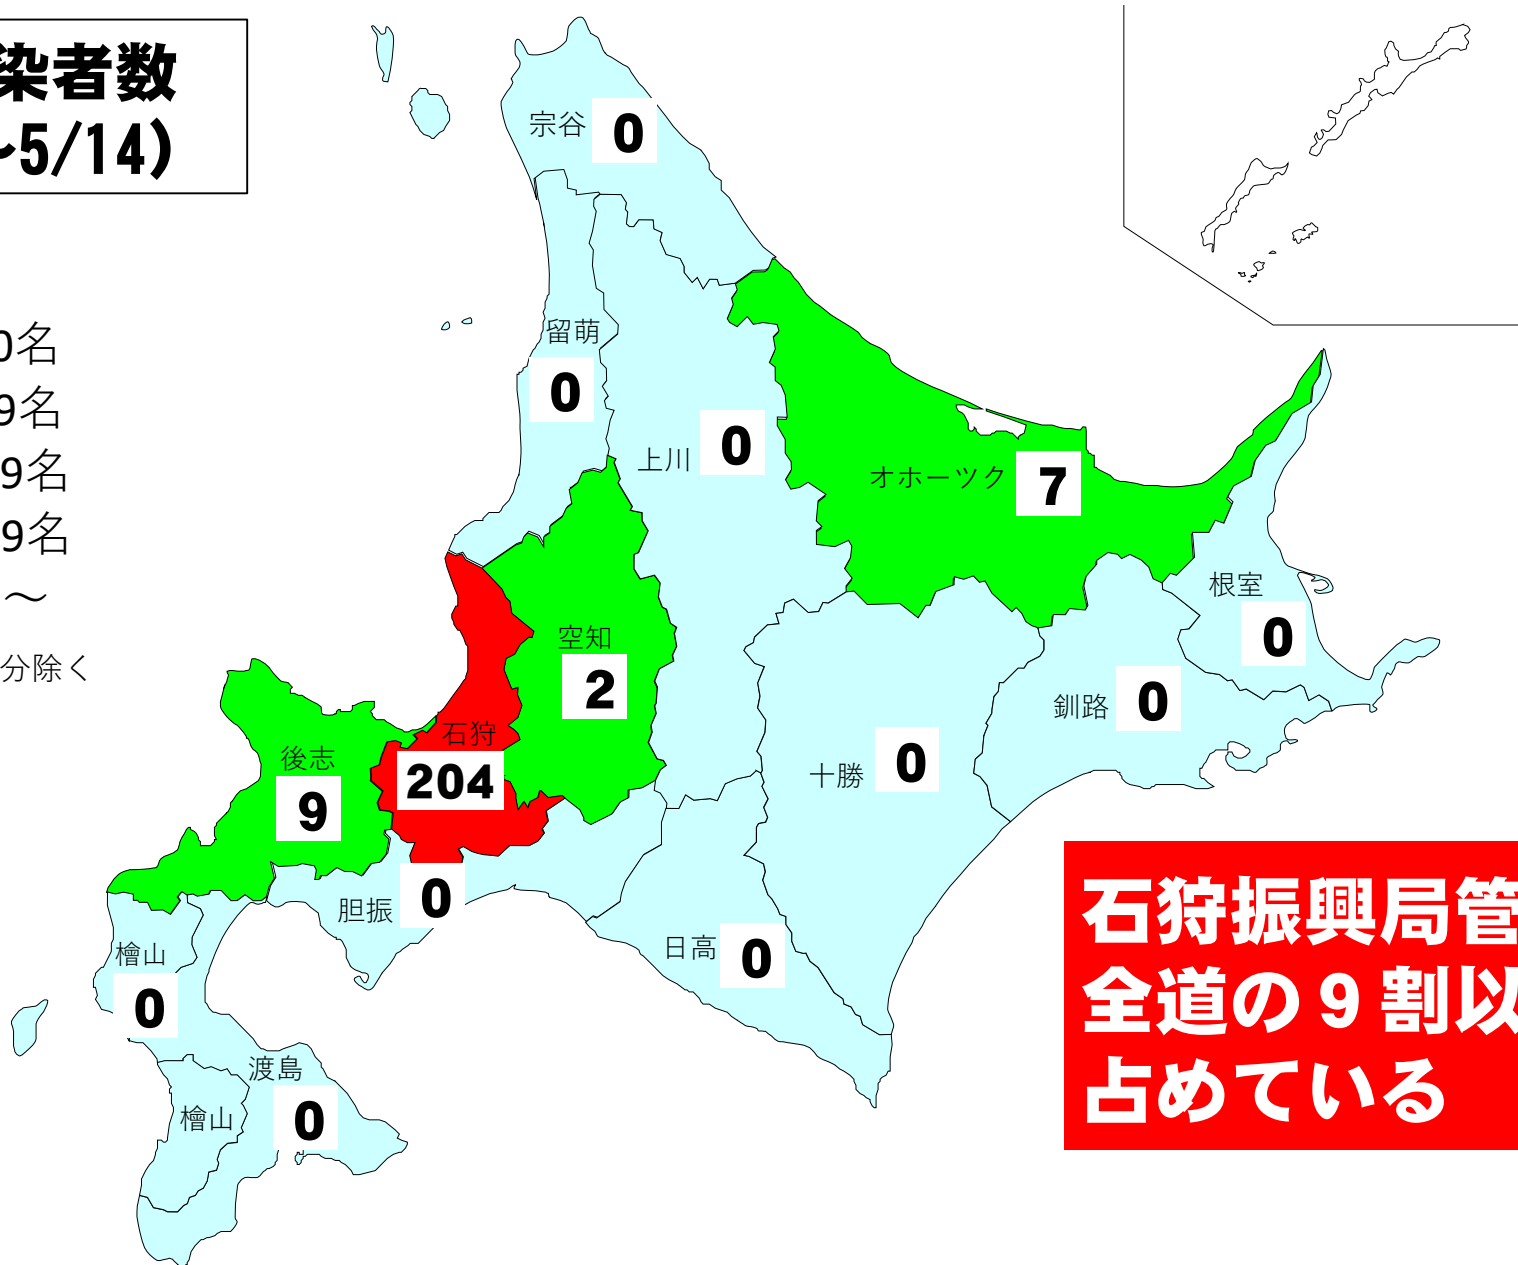 染者数
～5/14）
0名
9名
9名
9名
～
分除く
宗谷
0
留萌
0
上川
0
オホーツク
7
根室
0
空知
2
釧路
0
石狩
204
後志
9
十勝
0
胆振
0
日高
0
檜山
0
渡島
0
檜山
石狩振興局管
全道の9割以
占めている